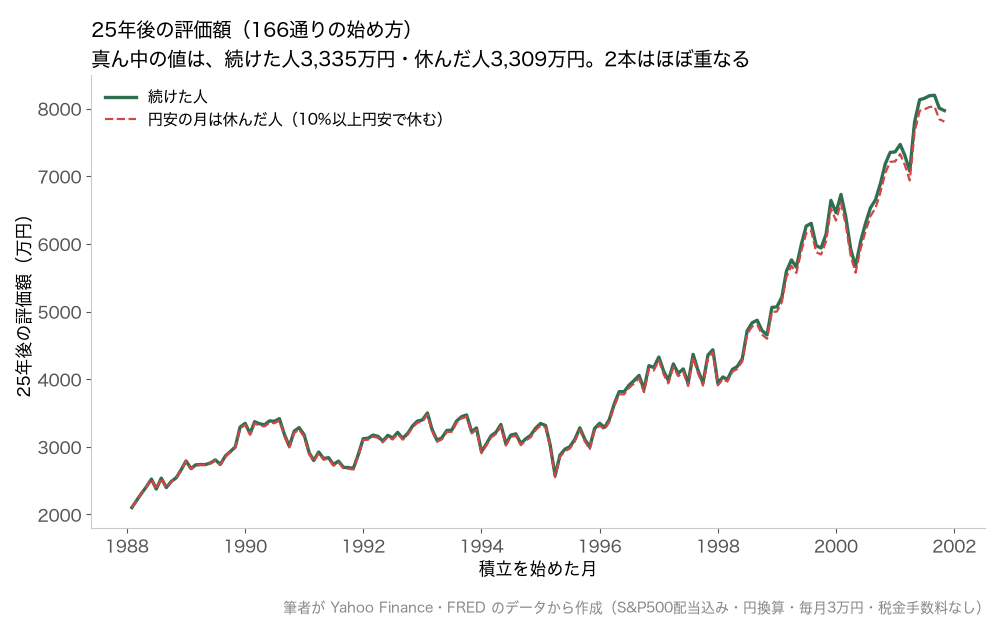 25年後の評価額（166通りの始め方）
真ん中の値は、続けた人3,335万円・休んだ人3,309万円。2本はほぼ重なる
続けた人
円安の月は休んだ人（10%以上円安で休む）
25年後の評価額（万円）
8000
7000
6000
5000
4000
3000
2000
1988 1990 1992 1994 1996 1998 2000 2002
積立を始めた月
筆者が Yahoo Finance・FRED のデータから作成（S&P500配当込み・円換算・毎月3万円・税金手数料なし）